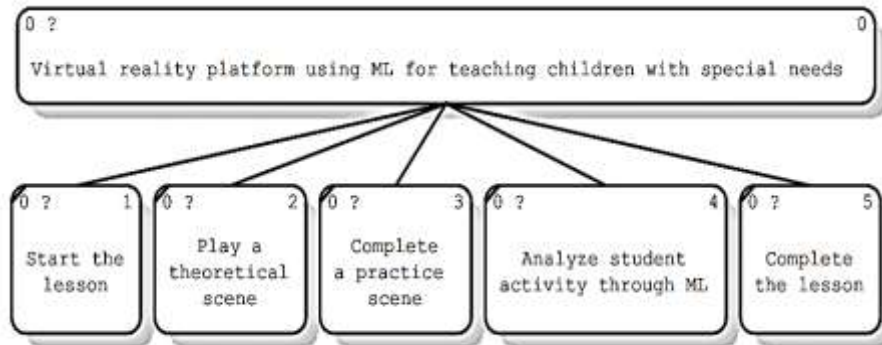 0 ? 0
Virtual reality platform using ML for teaching children with special needs
0 ? 1
Start the
lesson
0 ? 2
Play a
theoretical
scene
0 ? 3
Complete
a practice
scene
0 ? 4
Analyze student
activity through ML
0 ? 5
Complete
the lesson